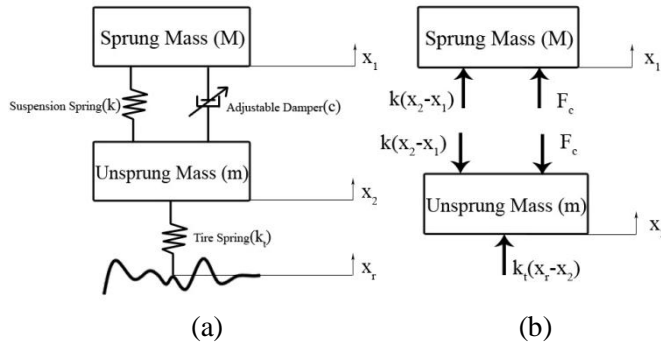 Sprung Mass (M)
x1
Suspension Spring(k)
Adjustable Damper(c)
Unsprung Mass (m)
x2
Tire Spring(kt)
xr
(a)
Sprung Mass (M)
x1
k(x2-x1)
Fc
k(x2-x1)
Fc
Unsprung Mass (m)
x
kt(xr-x2)
(b)